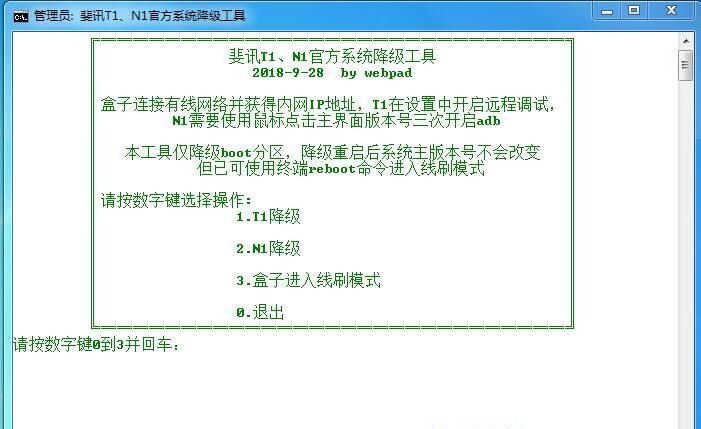 管理员: 斐讯T1、N1官方系统降级工具
斐讯T1、N1官方系统降级工具
2018-9-28 by webpad
盒子连接有线网络并获得内网IP地址，T1在设置中开启远程调试，
N1需要使用鼠标点击主界面版本号三次开启adb
本工具仅降级boot分区，降级重启后系统主版本号不会改变
但已可使用终端reboot命令进入线刷模式
请按数字键选择操作：
1.T1降级
2.N1降级
3.盒子进入线刷模式
0.退出
请按数字键0到3并回车：